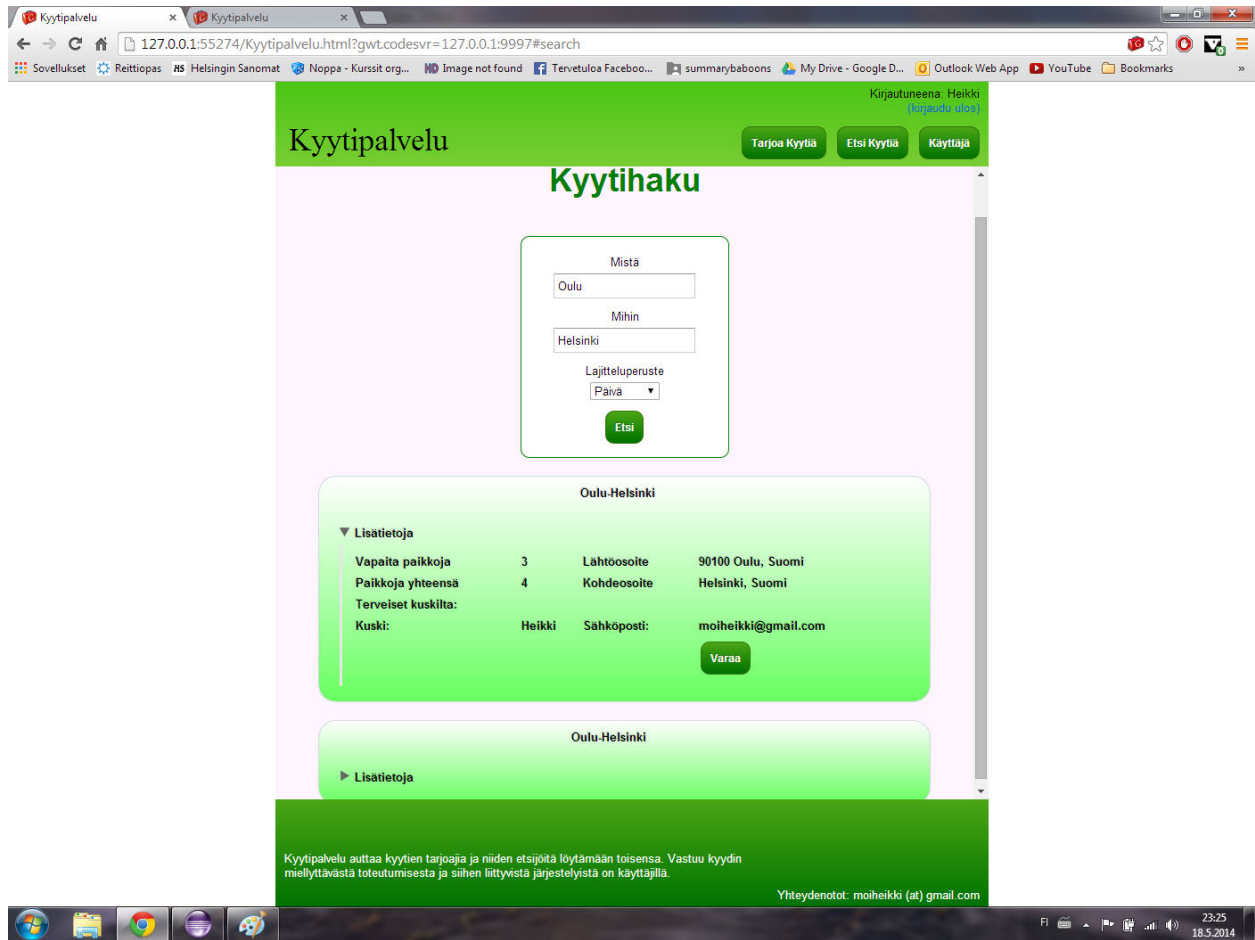 Kyytipalvelu
Kyytipalvelu
127.0.0.1:55274/Kyytipalvelu.html?gwt.codesvr=127.0.0.1:9997#search
Sovellukset Reittiopas HS Helsingin Sanomat Noppa - Kurssit org... HD Image not found Tervetuloa Faceboo... summarybaboons My Drive - Google D... Outlook Web App YouTube Bookmarks »
Kirjautuneena: Heikki
(kirjaudu ulos)
Kyytipalvelu
Tarjoa Kyytiä Etsi Kyytiä Käyttäjä
Kyytihaku
Mistä
Oulu
Mihin
Helsinki
Lajitteluperuste
Päivä
Etsi
Oulu-Helsinki
Lisätietoja
Vapaita paikkoja 3 Lähtöosoite 90100 Oulu, Suomi
Paikkoja yhteensä 4 Kohdeosoite Helsinki, Suomi
Terveiset kuskilta:
Kuski: Heikki Sähköposti: moiheikki@gmail.com
Varaa
Oulu-Helsinki
Lisätietoja
Kyytipalvelu auttaa kyytien tarjoajia ja niiden etsijöitä löytämään toisensa. Vastuu kyydin
miellyttävästä toteutumisesta ja siihen liittyvistä järjestelyistä on käyttäjillä.
Yhteydenotot: moiheikki (at) gmail.com
FI 23:25
18.5.2014